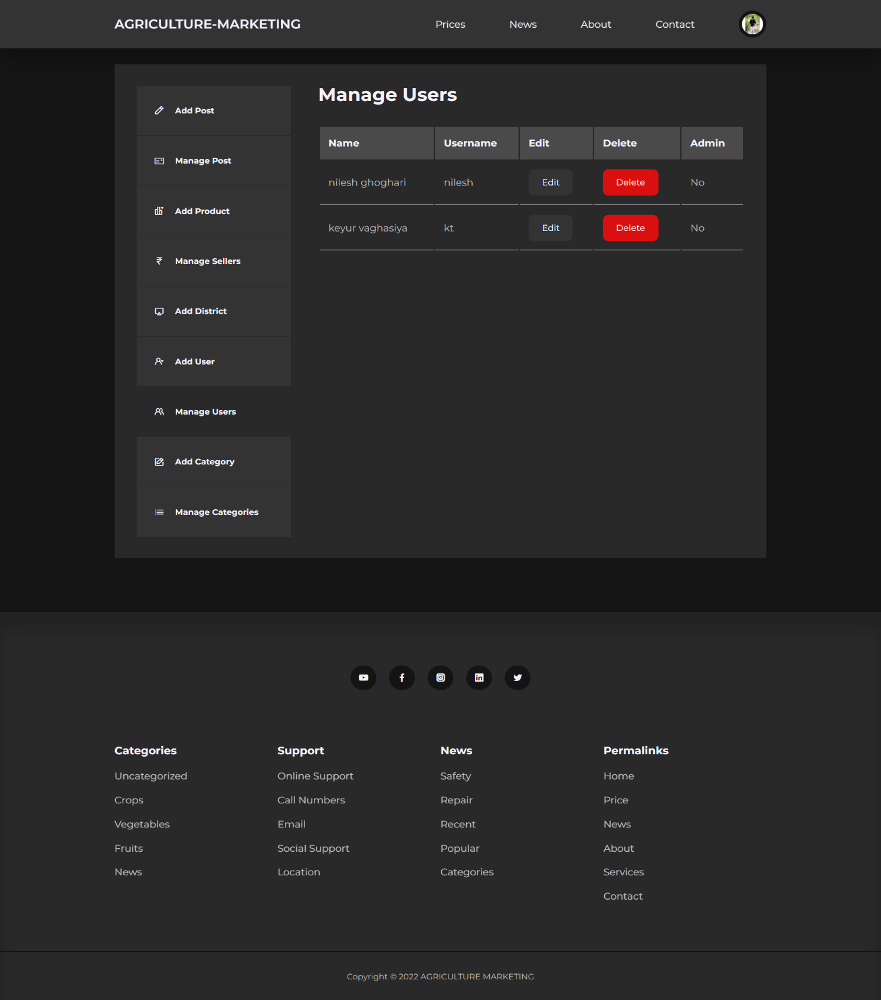 AGRICULTURE-MARKETING Prices News About Contact
Manage Users
Add Post
Manage Post
Add Product
Manage Sellers
Add District
Add User
Manage Users
Add Category
Manage Categories
Name Username Edit Delete Admin
nilesh ghoghari nilesh Edit Delete No
keyur vaghasiya kt Edit Delete No
Categories
Uncategorized
Crops
Vegetables
Fruits
News
Support
Online Support
Call Numbers
Email
Social Support
Location
News
Safety
Repair
Recent
Popular
Categories
Permalinks
Home
Price
News
About
Services
Contact
Copyright © 2022 AGRICULTURE MARKETING